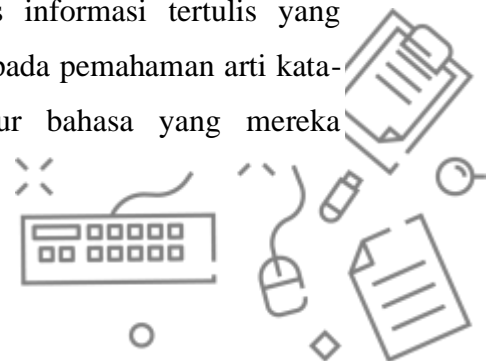 informasi tertulis yang
pada pemahaman arti kata-
bahasa yang mereka